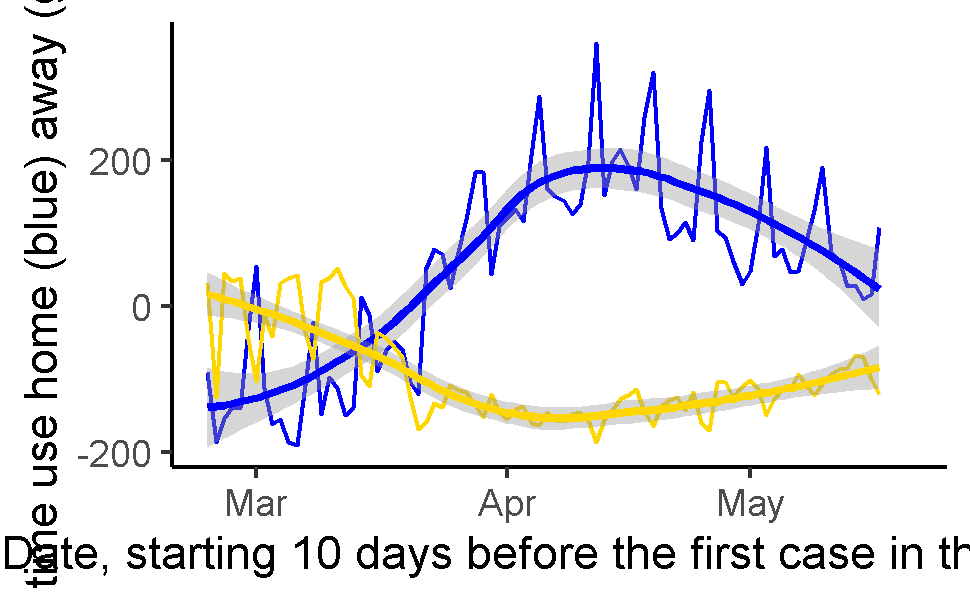 time use home (blue) away (
200
0
-200
Mar Apr May
Date, starting 10 days before the first case in th